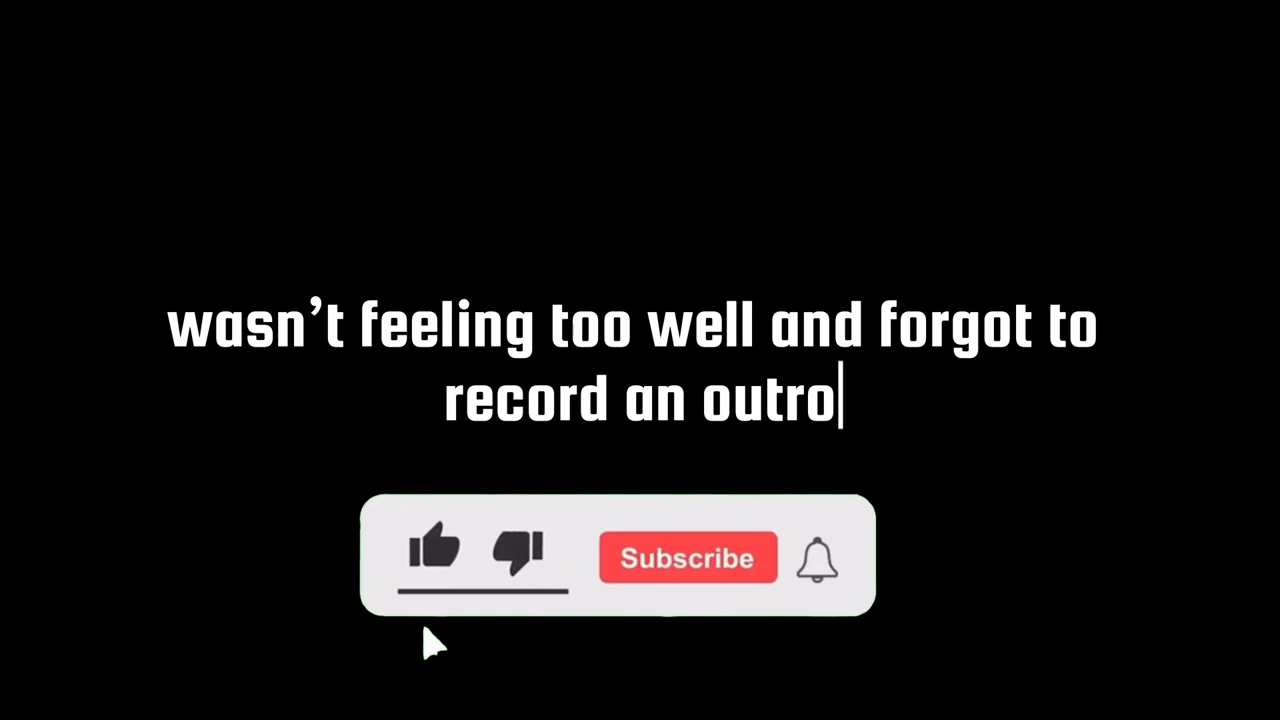 wasn’t feeling too well and forgot to
record an outro
Subscribe